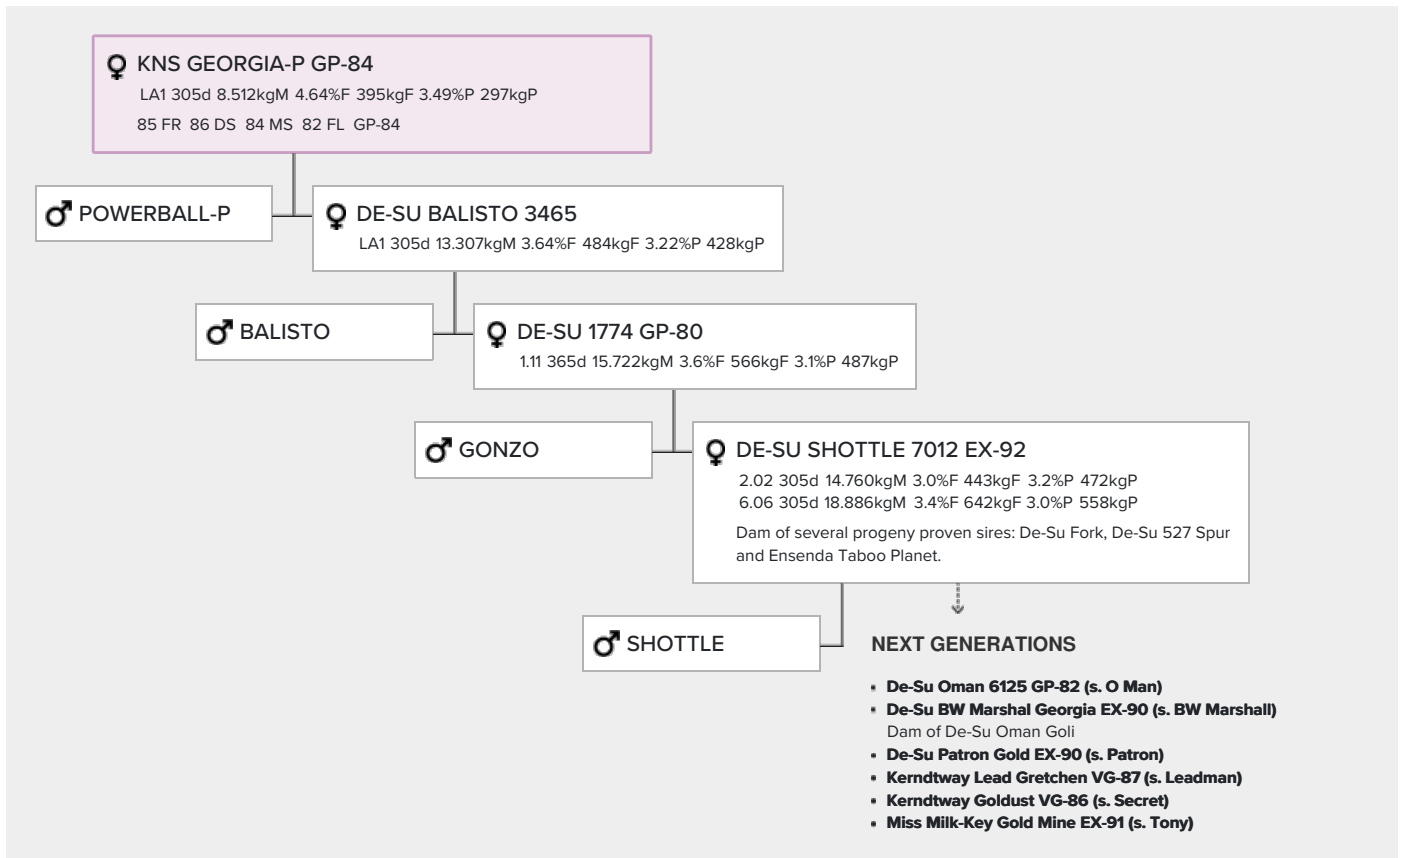 KNS GEORGIA-P GP-84
LA1 305d 8.512kgM 4.64%F 395kgF 3.49%P 297kgP
85 FR 86 DS 84 MS 82 FL GP-84
POWERBALL-P
DE-SU BALISTO 3465
LA1 305d 13.307kgM 3.64%F 484kgF 3.22%P 428kgP
BALISTO
DE-SU 1774 GP-80
1.11 365d 15.722kgM 3.6%F 566kgF 3.1%P 487kgP
GONZO
DE-SU SHOTTLE 7012 EX-92
2.02 305d 14.760kgM 3.0%F 443kgF 3.2%P 472kgP
6.06 305d 18.886kgM 3.4%F 642kgF 3.0%P 558kgP
Dam of several progeny proven sires: De-Su Fork, De-Su 527 Spur
and Ensenda Taboo Planet.
SHOTTLE
NEXT GENERATIONS
De-Su Oman 6125 GP-82 (s. O Man)
De-Su BW Marshal Georgia EX-90 (s. BW Marshall)
Dam of De-Su Oman Goli
De-Su Patron Gold EX-90 (s. Patron)
Kerndtway Lead Gretchen VG-87 (s. Leadman)
Kerndtway Goldust VG-86 (s. Secret)
Miss Milk-Key Gold Mine EX-91 (s. Tony)